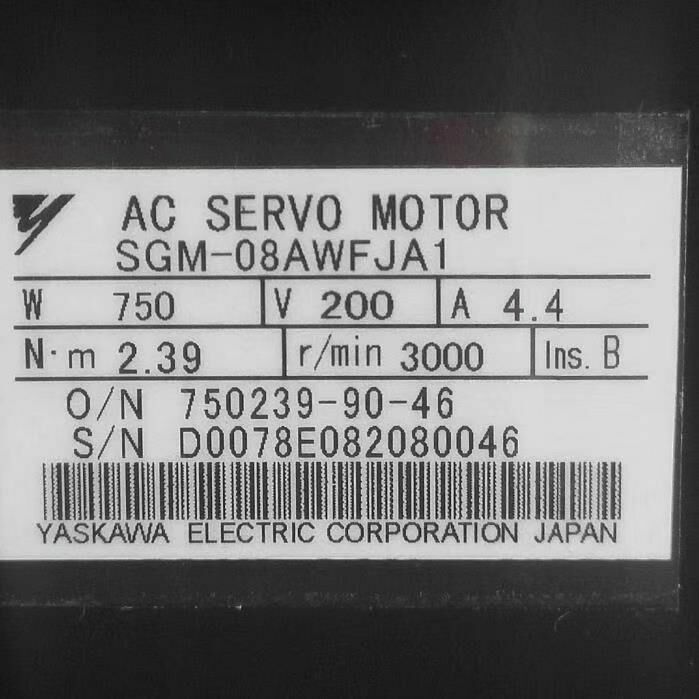 AC SERVO MOTOR
SGM-08AWFJA1
W 750 V 200 A 4.4
N·m 2.39 r/min 3000 Ins. B
O/N 750239-90-46
S/N D0078E082080046
YASKAWA ELECTRIC CORPORATION JAPAN